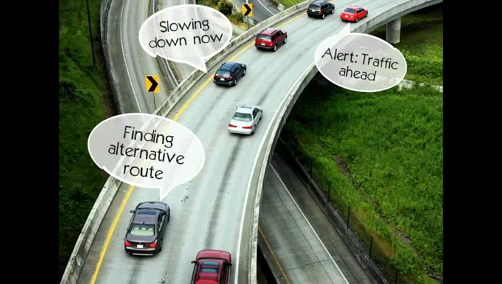 Slowing
down now
Alert: Traffic
ahead
Finding
alternative
route